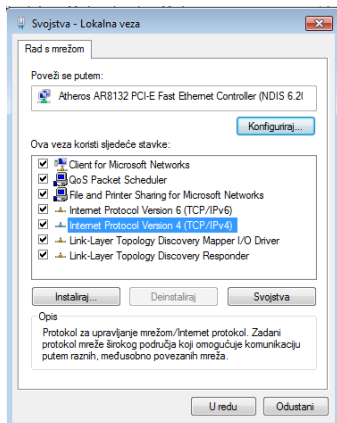 Svojstva - Lokalna veza
Rad s mrežom
Poveži se putem:
Atheros AR8132 PCI-E Fast Ethernet Controller (NDIS 6.2(
Konfiguriraj...
Ova veza koristi sljedeće stavke:
Client for Microsoft Networks
QoS Packet Scheduler
File and Printer Sharing for Microsoft Networks
Internet Protocol Version 6 (TCP/IPv6)
Internet Protocol Version 4 (TCP/IPv4)
Link-Layer Topology Discovery Mapper I/O Driver
Link-Layer Topology Discovery Responder
Instaliraj...
Deinstaliraj
Svojstva
Opis
Protokol za upravljanje mrežom/Internet protokol. Zadani
protokol mreže širokog područja koji omogućuje komunikaciju
putem raznih, međusobno povezanih mreža.
U redu
Odustani